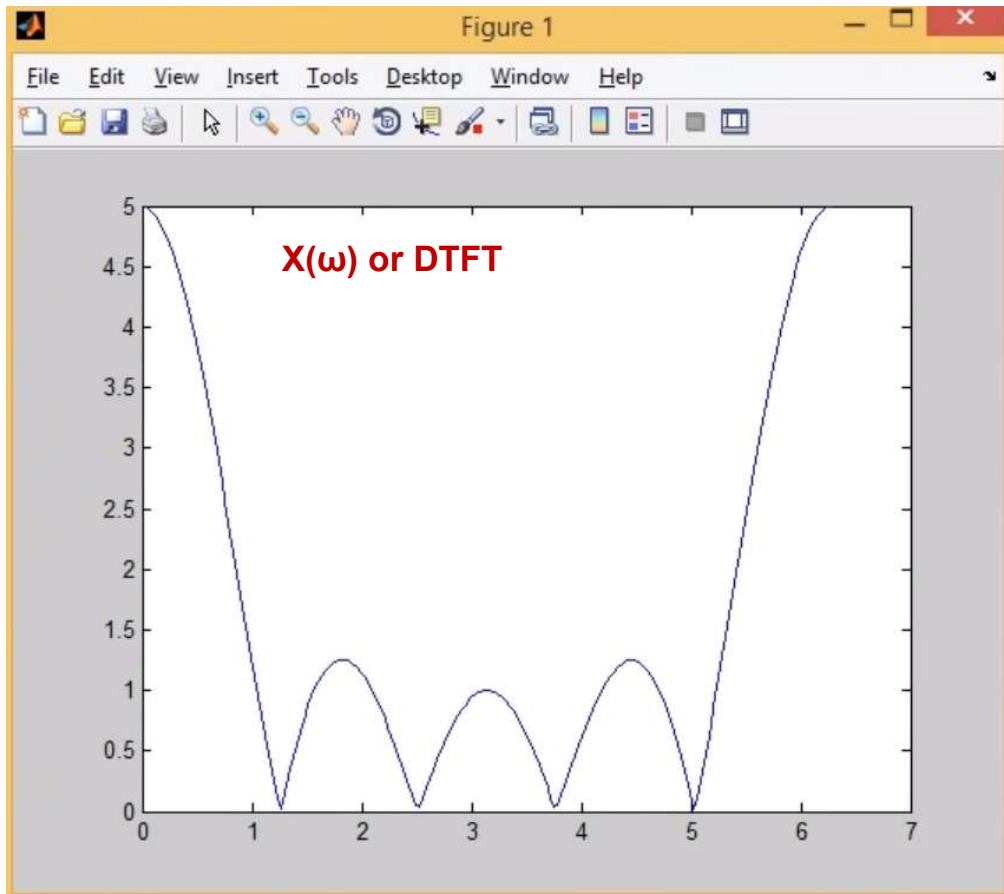 Figure 1
File Edit View Insert Tools Desktop Window Help
X(ω) or DTFT
5
4.5
4
3.5
3
2.5
2
1.5
1
0.5
0
0 1 2 3 4 5 6 7